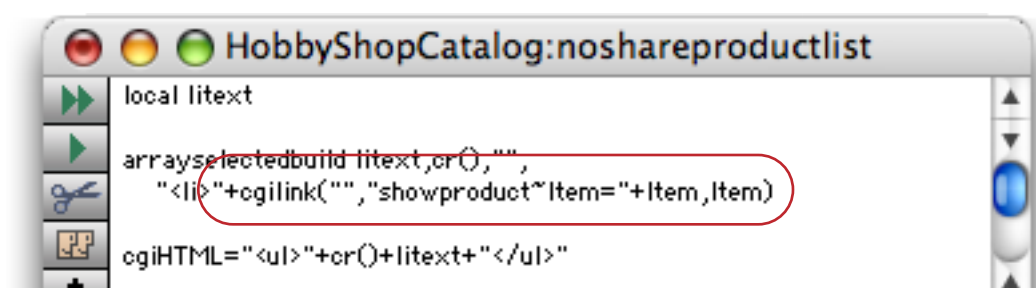 HobbyShopCatalog:noshareproductlist
local litext
arrayselectedbuild litext,cr(),"",
"<li>"+cgilink("","showproduct~Item="+Item,Item)
cgiHTML="<ul>"+cr()+litext+"</ul>"